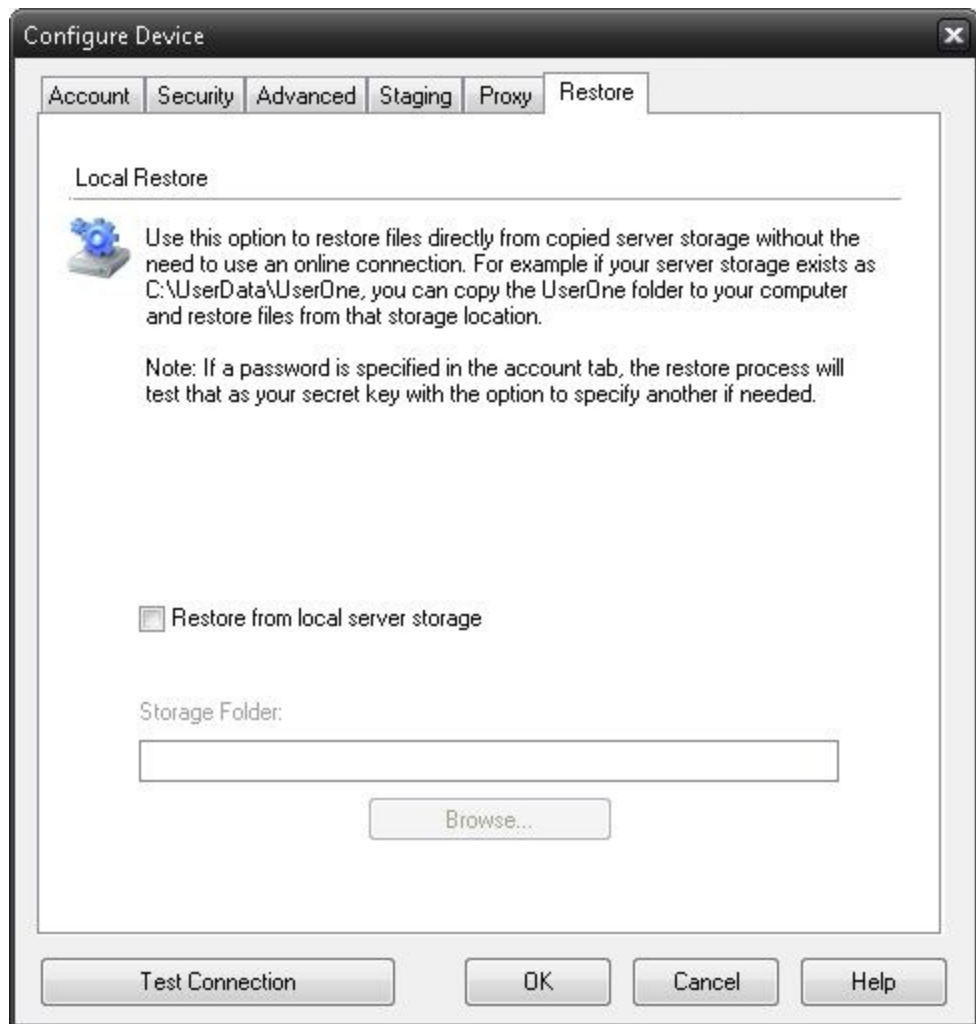 Configure Device
Account Security Advanced Staging Proxy Restore
Local Restore
Use this option to restore files directly from copied server storage without the
need to use an online connection. For example if your server storage exists as
C:\UserData\UserOne, you can copy the UserOne folder to your computer
and restore files from that storage location.
Note: If a password is specified in the account tab, the restore process will
test that as your secret key with the option to specify another if needed.
Restore from local server storage
Storage Folder:
Browse...
Test Connection OK Cancel Help